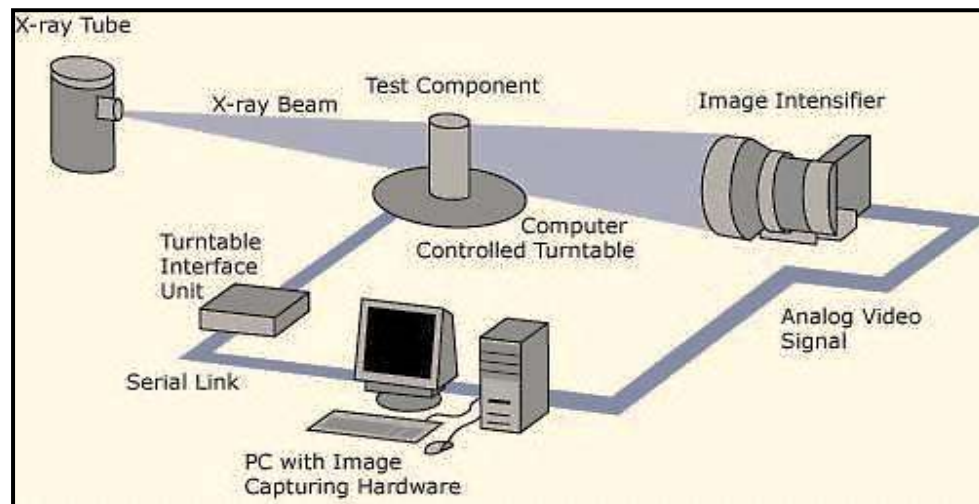 X-ray Tube
X-ray Beam
Test Component
Image Intensifier
Computer
Controlled Turntable
Turntable
Interface
Unit
Analog Video
Signal
Serial Link
PC with Image
Capturing Hardware